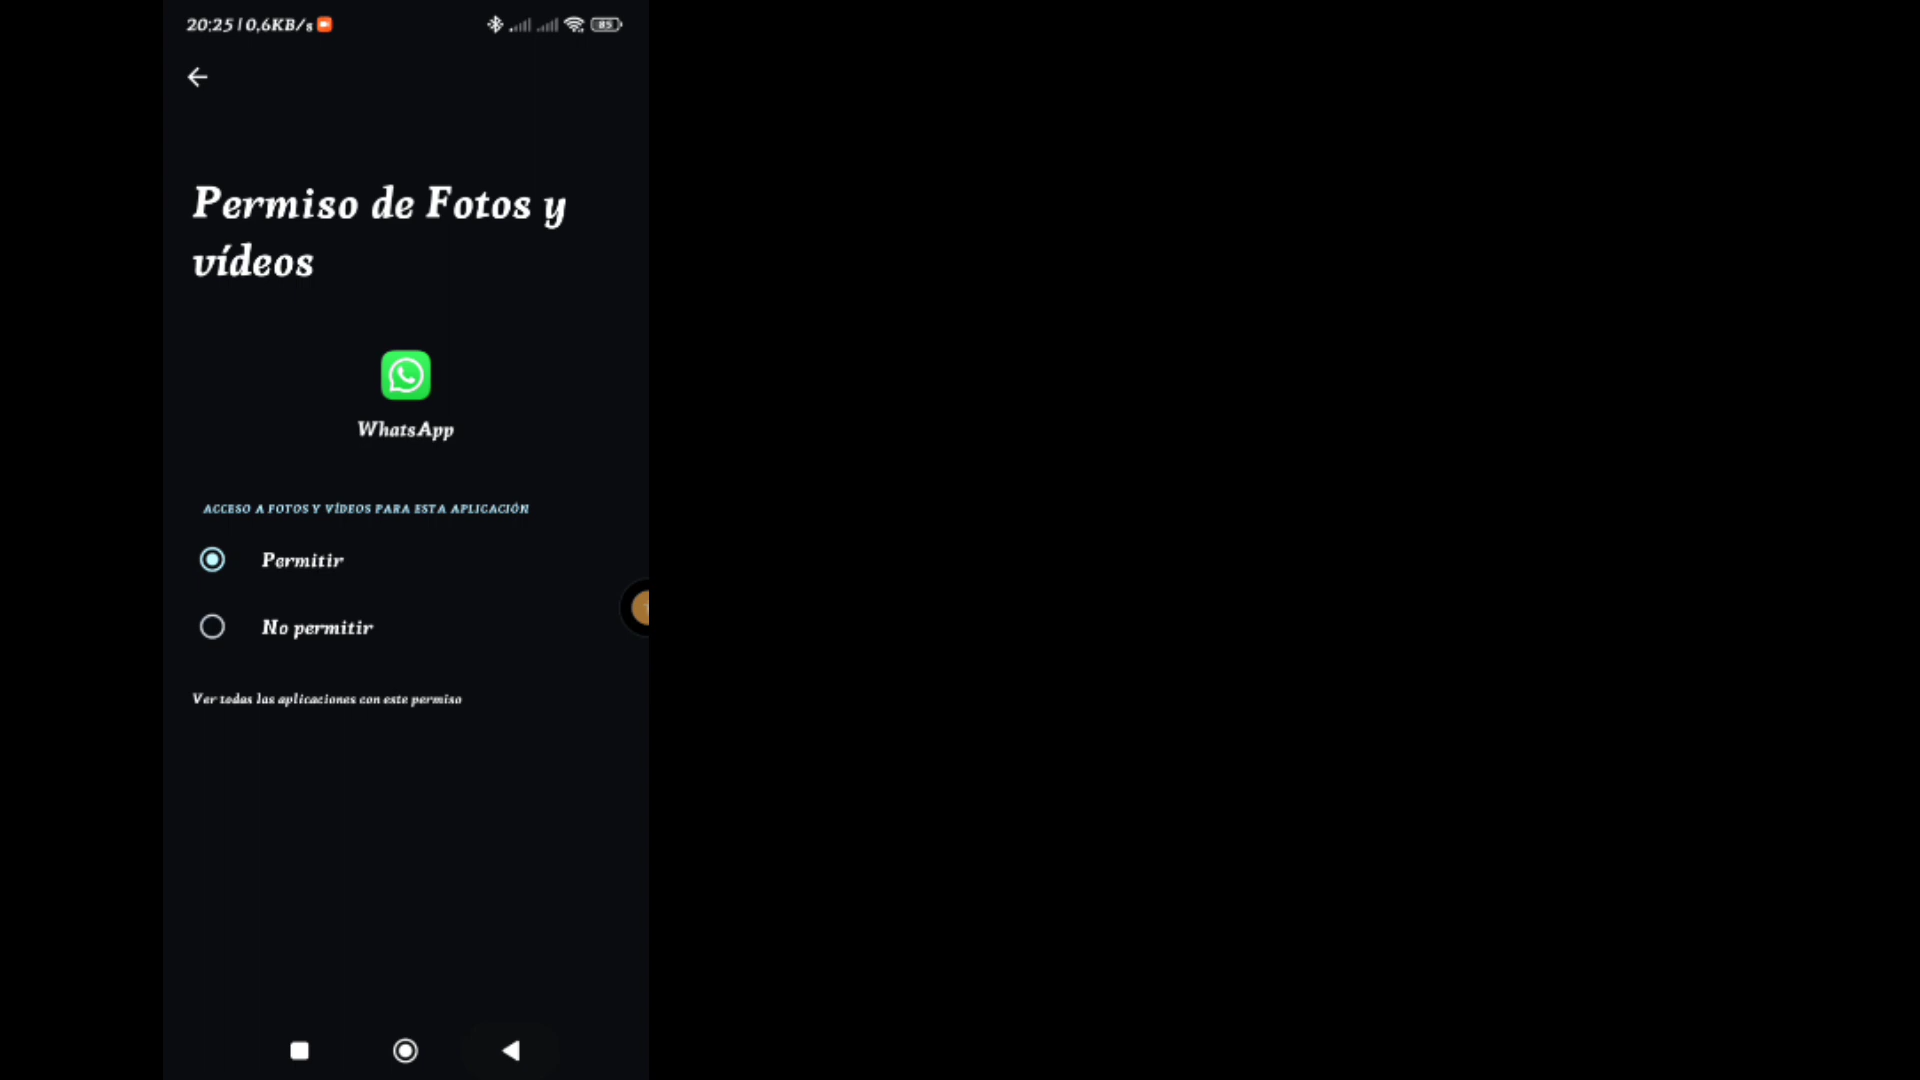 20:25 | 0,6KB/s
85
Permiso de Fotos y
vídeos
WhatsApp
ACCESO A FOTOS Y VÍDEOS PARA ESTA APLICACIÓN
Permitir
No permitir
Ver todas las aplicaciones con este permiso